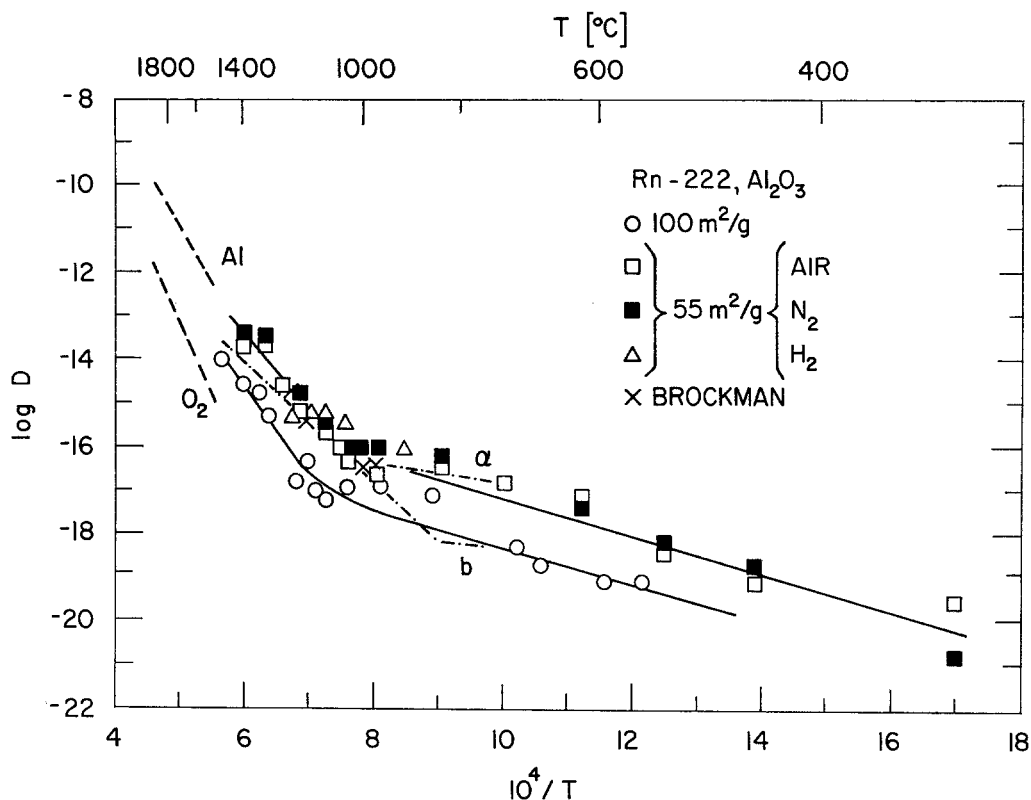 T [°C]
1800 1400 1000 600 400
-8
-10
-12
-14
-16
-18
-20
-22
log D
Rn-222, Al₂O₃
100 m²/g
55 m²/g
AIR
N₂
H₂
BROCKMAN
Al
O₂
α
b
4 6 8 10 12 14 16 18
10⁴/T